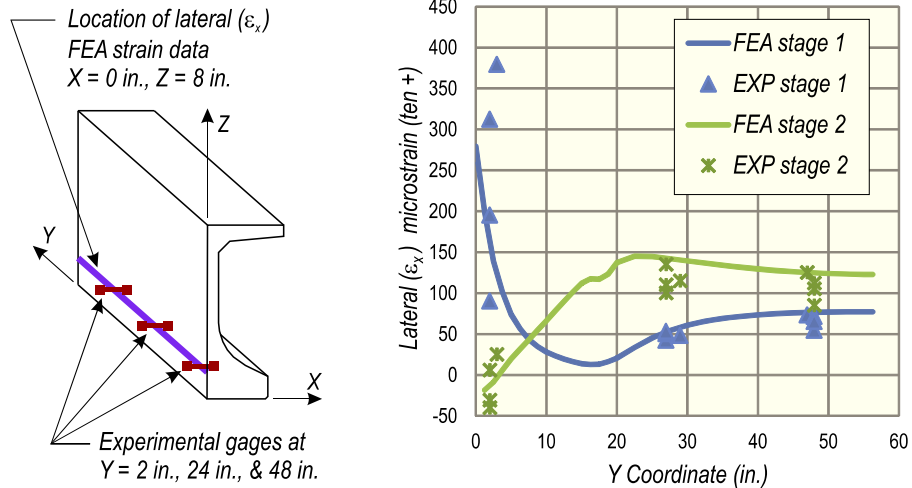 Location of lateral (εx)
FEA strain data
X = 0 in., Z = 8 in.
Z
Y
X
Experimental gages at
Y = 2 in., 24 in., & 48 in.
Lateral (εx) microstrain (ten +)
450
400
350
300
250
200
150
100
50
0
-50
0 10 20 30 40 50 60
Y Coordinate (in.)
FEA stage 1
EXP stage 1
FEA stage 2
EXP stage 2